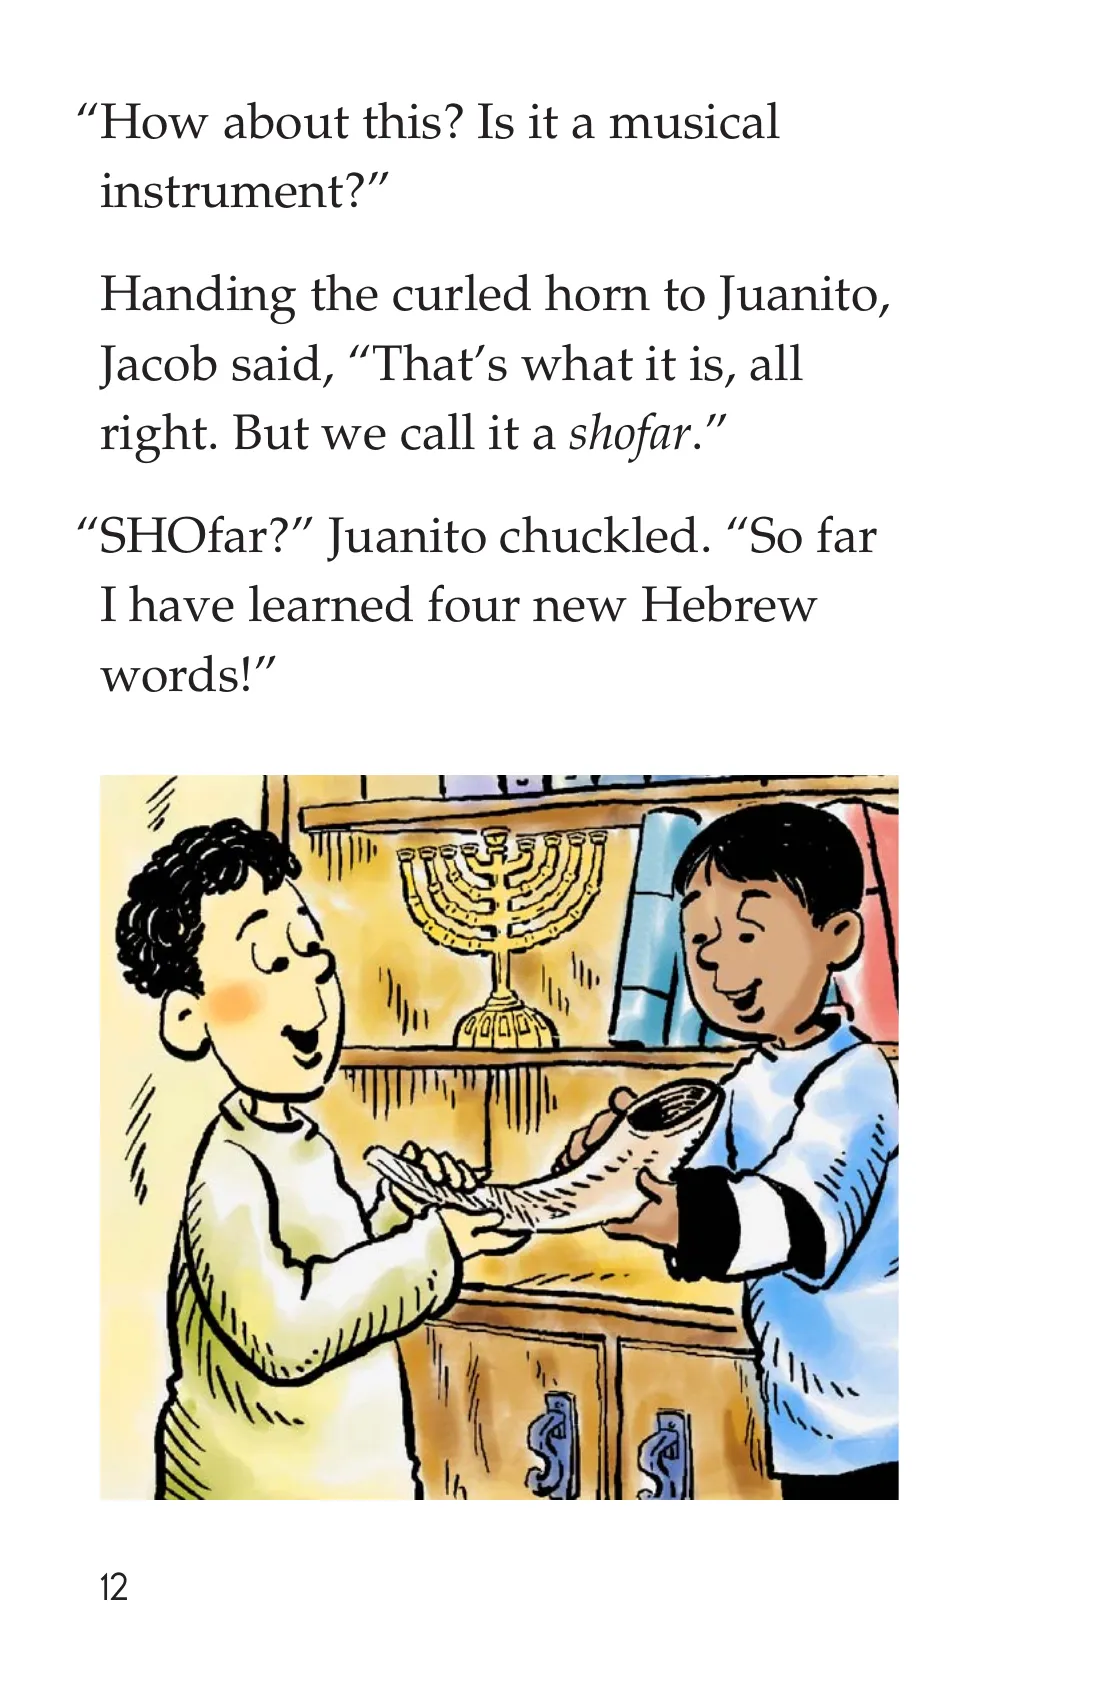 “How about this? Is it a musical
instrument?”
Handing the curled horn to Juanito,
Jacob said, “That’s what it is, all
right. But we call it a shofar.”
“SHOfar?” Juanito chuckled. “So far
I have learned four new Hebrew
words!”
12